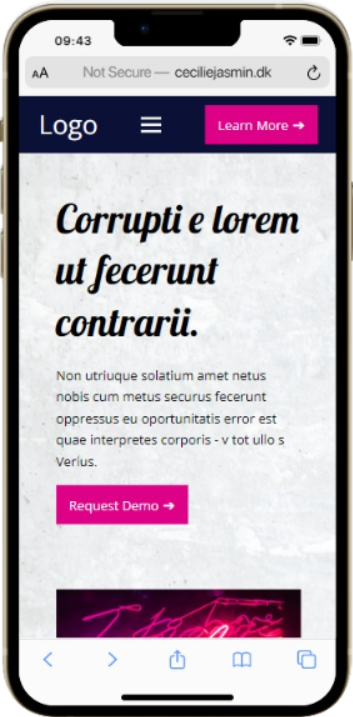 09:43
AA Not Secure — ceciliejasmin.dk
Logo Learn More →
Corrupti e lorem
ut fecerunt
contrarii.
Non utriuque solatium amet netus
nobis cum metus securus fecerunt
oppressus eu oportunitatis error est
quae interpretes corporis - v tot ullo s
Verius.
Request Demo →